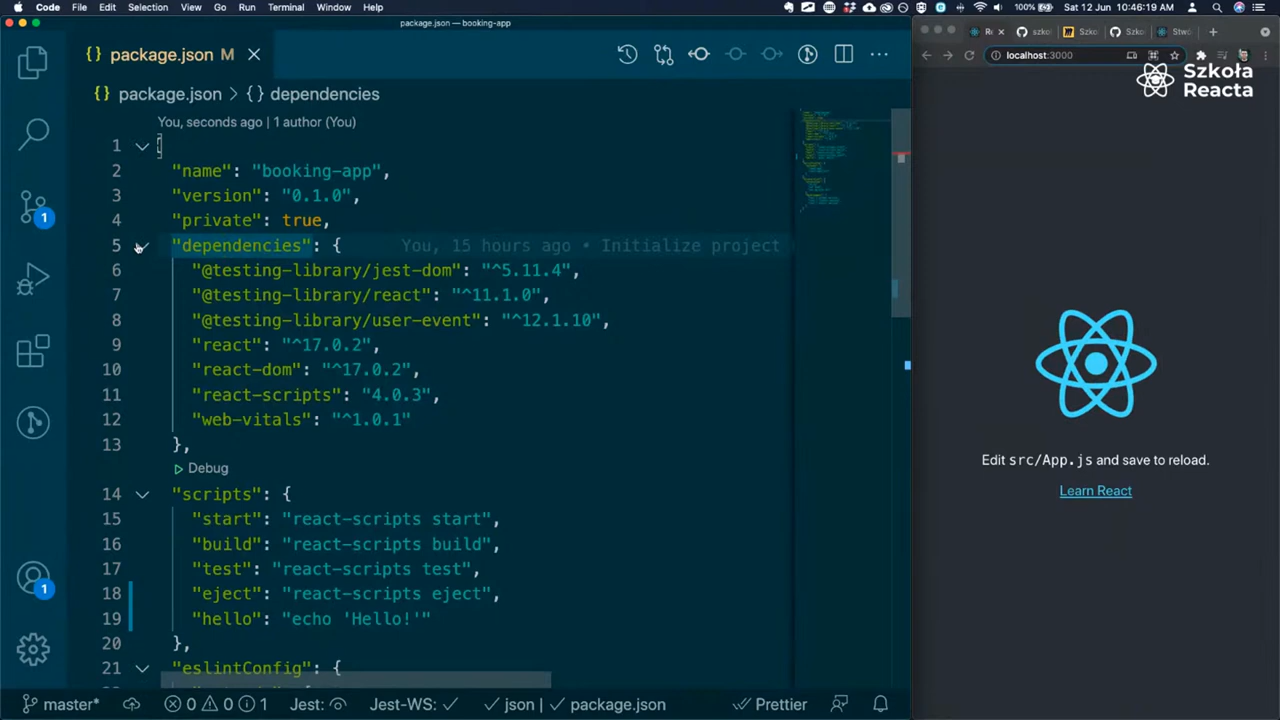 Code File Edit Selection View Go Run Terminal Window Help 100% Sat 12 Jun 10:46:19 AM
package.json — booking-app
package.json M
package.json > {} dependencies
You, seconds ago | 1 author (You)
1 {
2 "name": "booking-app",
3 "version": "0.1.0",
4 "private": true,
5 "dependencies": { You, 15 hours ago • Initialize project
6 "@testing-library/jest-dom": "^5.11.4",
7 "@testing-library/react": "^11.1.0",
8 "@testing-library/user-event": "^12.1.10",
9 "react": "^17.0.2",
10 "react-dom": "^17.0.2",
11 "react-scripts": "4.0.3",
12 "web-vitals": "^1.0.1"
13 },
Debug
14 "scripts": {
15 "start": "react-scripts start",
16 "build": "react-scripts build",
17 "test": "react-scripts test",
18 "eject": "react-scripts eject",
19 "hello": "echo 'Hello!'"
20 },
21 "eslintConfig": {
1
1
master* 0 0 1 Jest: Jest-WS: json | package.json Prettier
localhost:3000
Szkoła
Reacta
Edit src/App.js and save to reload.
Learn React